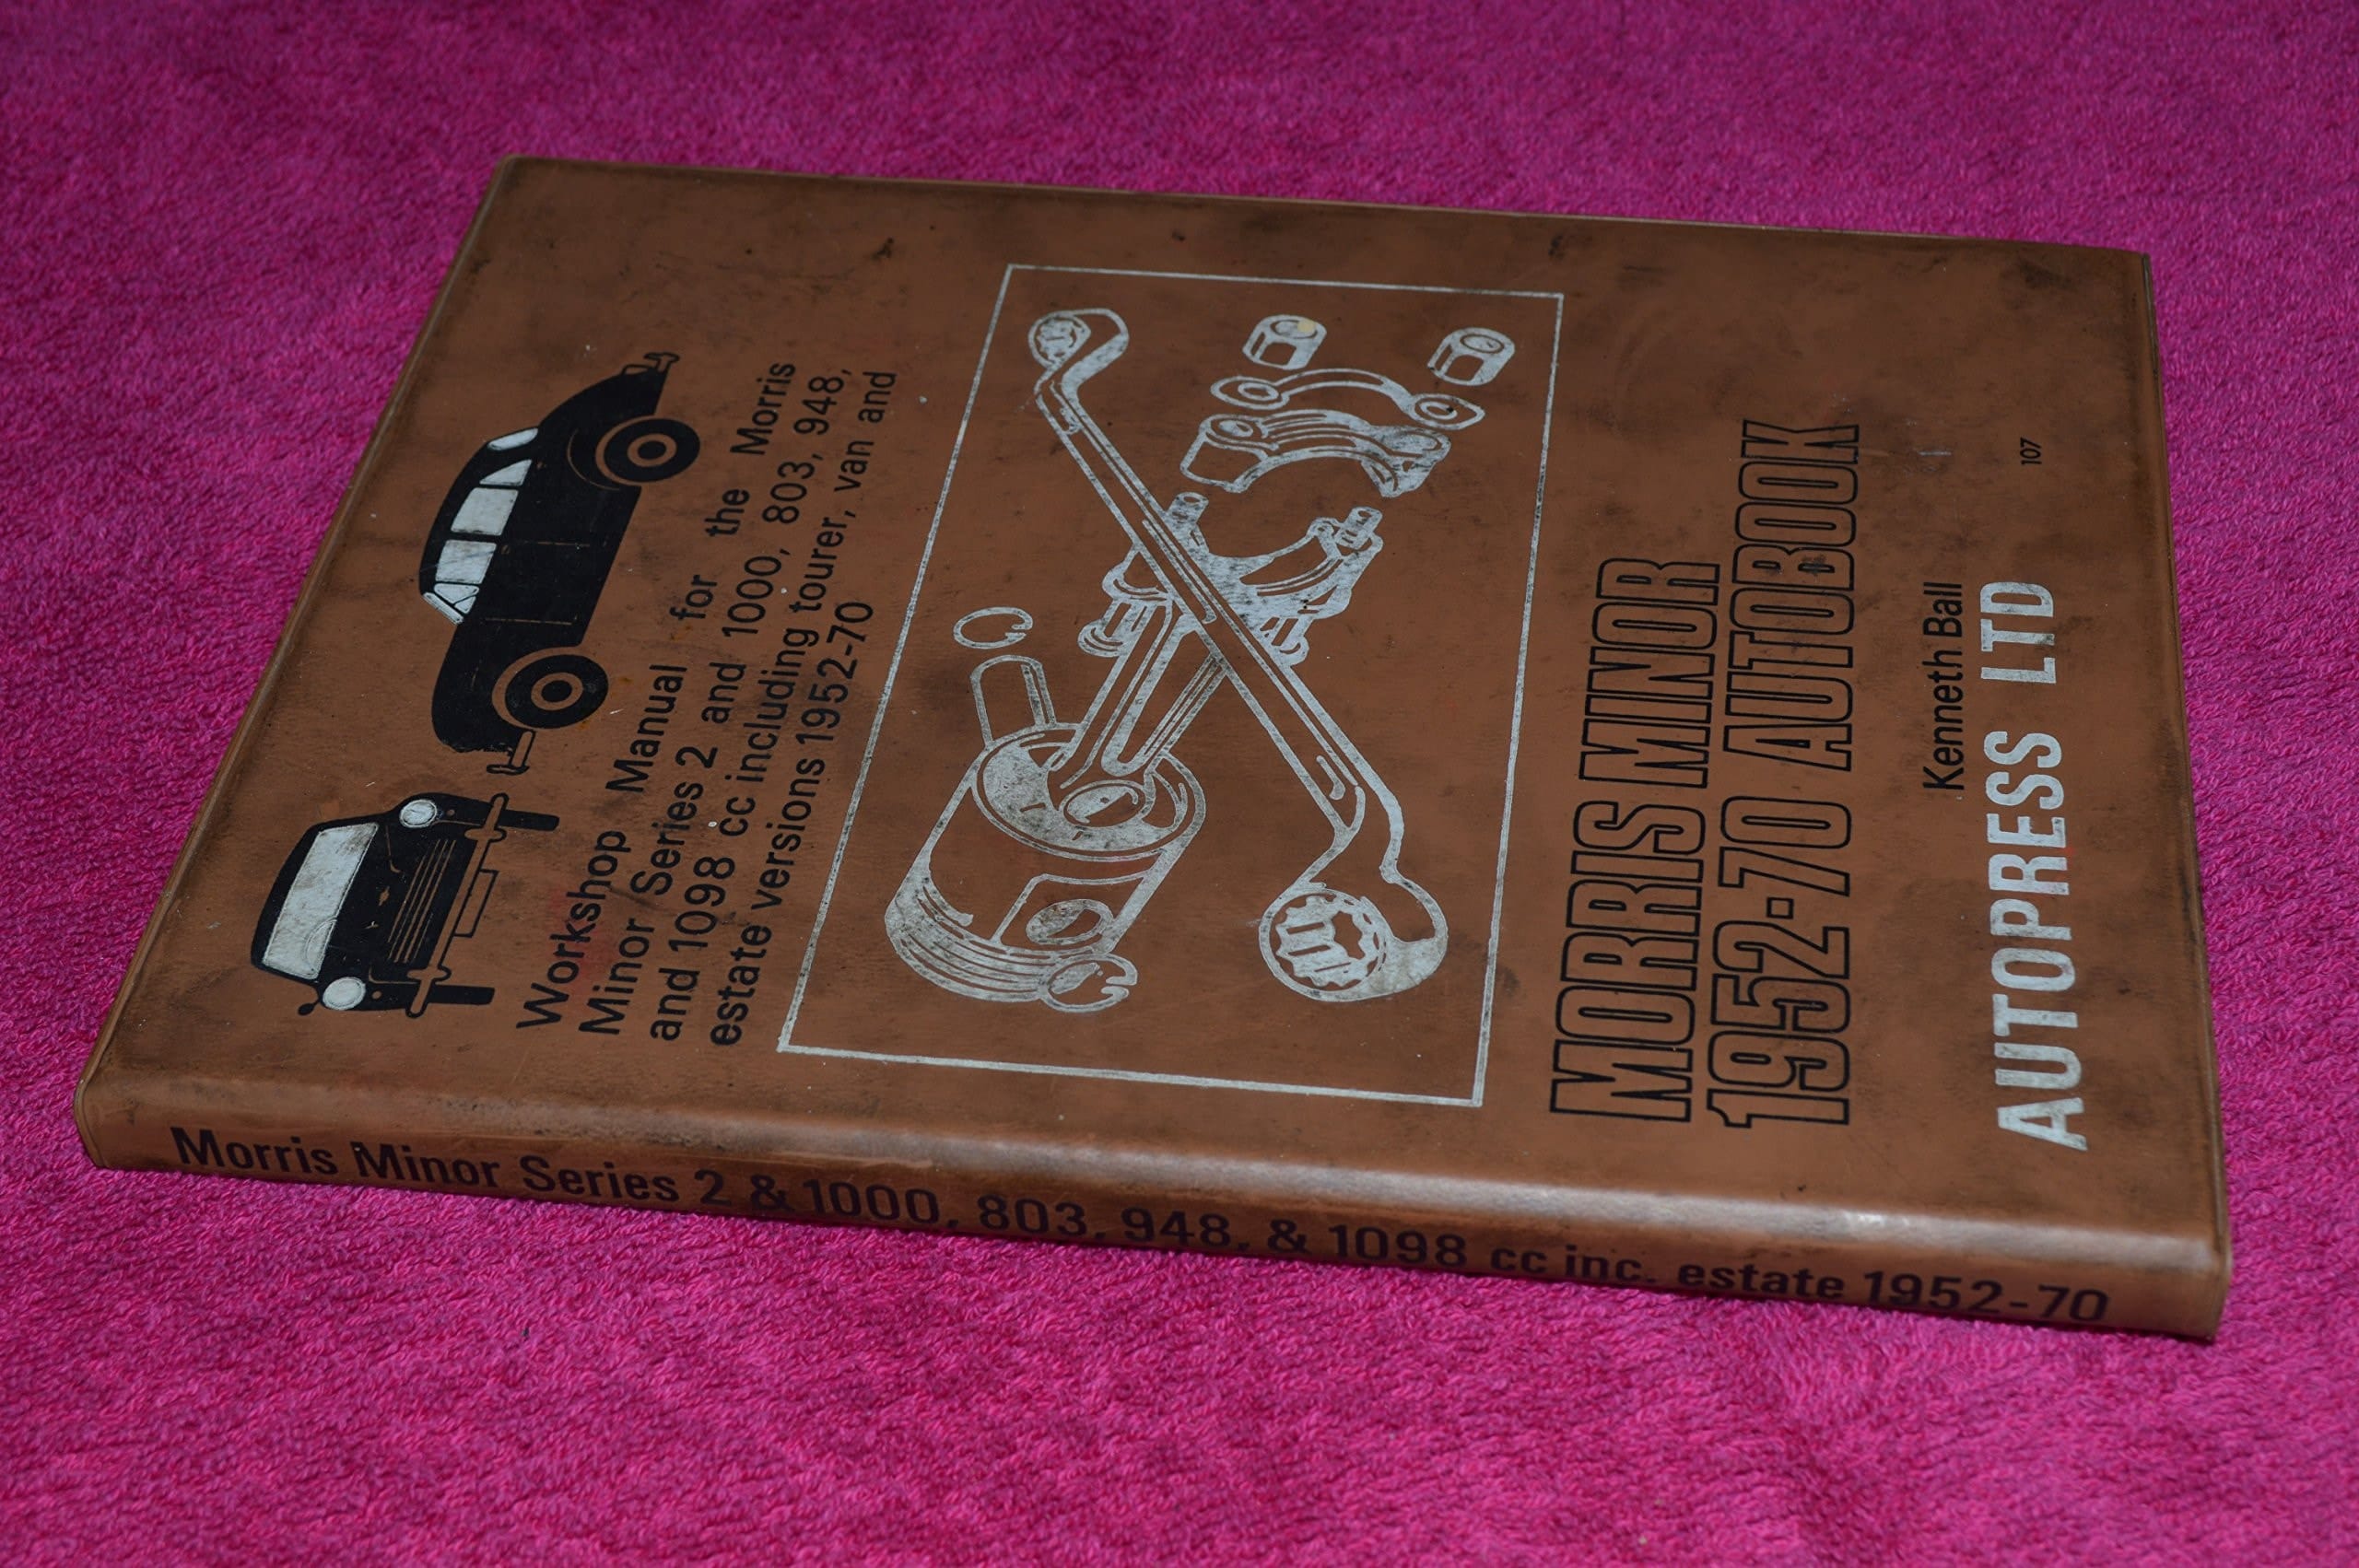 Workshop Manual for the Morris
Minor Series 2 and 1000, 803, 948,
and 1098 cc including tourer, van and
estate versions 1952-70
MORRIS MINOR
1952-70 AUTOBOOK
Kenneth Ball
AUTOPRESS LTD
107
Morris Minor Series 2 & 1000, 803, 948, & 1098 cc inc. estate 1952-70